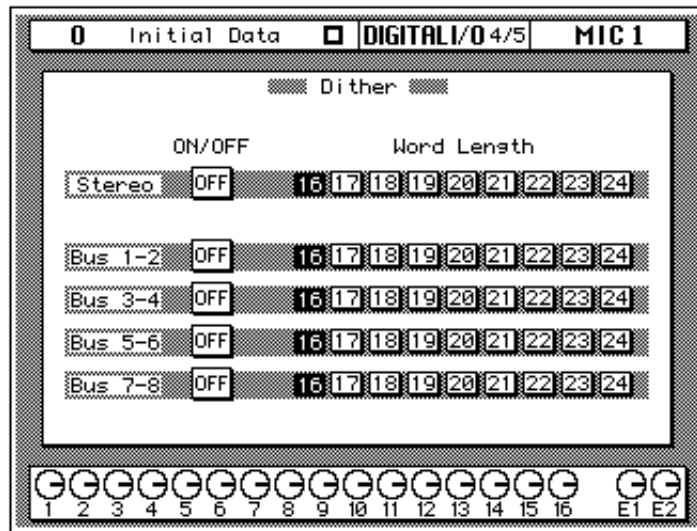 0 Initial Data DIGITAL I/O 4/5 MIC 1
Dither
ON/OFF Word Length
Stereo OFF 16 17 18 19 20 21 22 23 24
Bus 1-2 OFF 16 17 18 19 20 21 22 23 24
Bus 3-4 OFF 16 17 18 19 20 21 22 23 24
Bus 5-6 OFF 16 17 18 19 20 21 22 23 24
Bus 7-8 OFF 16 17 18 19 20 21 22 23 24
1 2 3 4 5 6 7 8 9 10 11 12 13 14 15 16 E1 E2